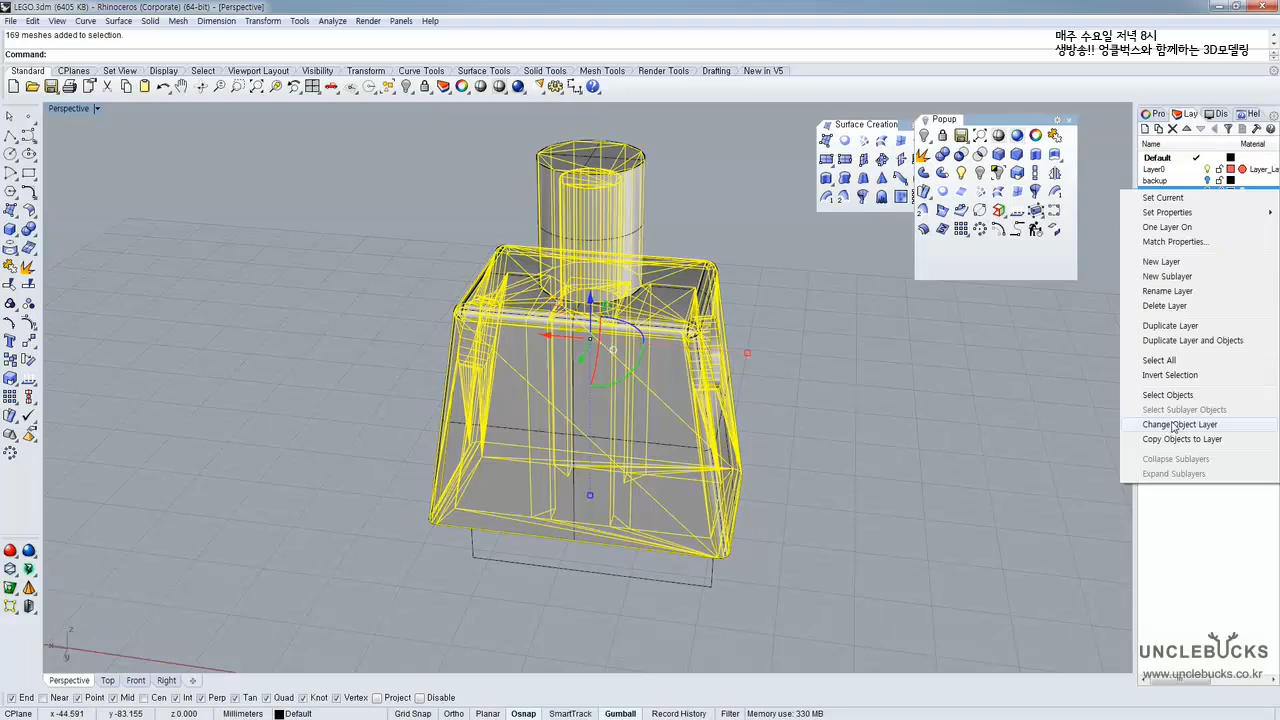 LEGO.3dm (6405 KB) - Rhinoceros (Corporate) (64-bit) - [Perspective]
File Edit View Curve Surface Solid Mesh Dimension Transform Tools Analyze Render Panels Help
169 meshes added to selection.
Command:
매주 수요일 저녁 8시
생방송!! 엉클벅스와 함께하는 3D모델링
Standard CPlanes Set View Display Select Viewport Layout Visibility Transform Curve Tools Surface Tools Solid Tools Mesh Tools Render Tools Drafting New in V5
Perspective
Surface Creation
Popup
Pro Lay Dis Hel
Name Material
Default
Layer0 Layer_La
backup
Set Current
Set Properties
One Layer On
Match Properties...
New Layer
New Sublayer
Rename Layer
Delete Layer
Duplicate Layer
Duplicate Layer and Objects
Select All
Invert Selection
Select Objects
Select Sublayer Objects
Change Object Layer
Copy Objects to Layer
Collapse Sublayers
Expand Sublayers
z
x
y
UNCLEBUCKS
www.unclebucks.co.kr
Perspective Top Front Right
End Near Point Mid Cen Int Perp Tan Quad Knot Vertex Project Disable
CPlane x -44.591 y -83.155 z 0.000 Millimeters Default Grid Snap Ortho Planar Osnap SmartTrack Gumball Record History Filter Memory use: 330 MB